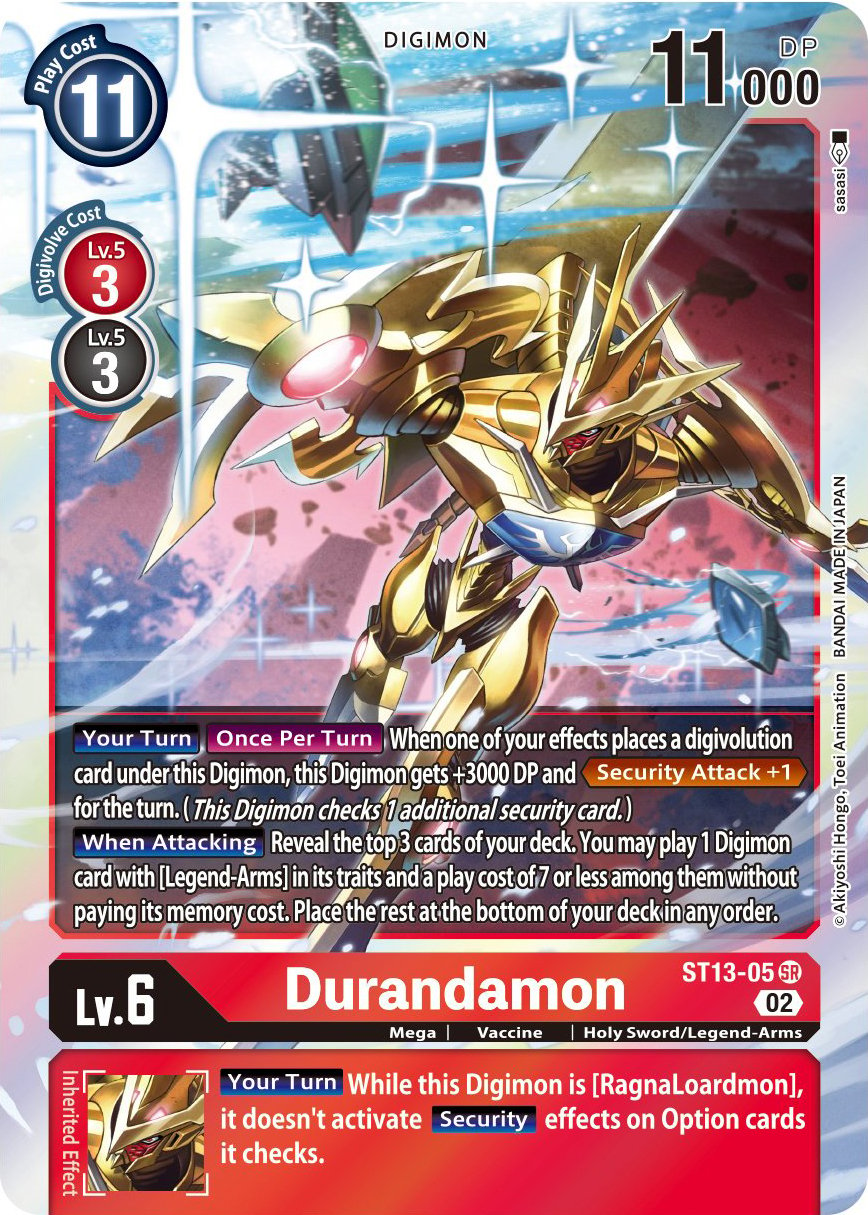 Play Cost
11
DIGIMON
11000
DP
sasasi
Digivolve Cost
Lv.5
3
Lv.5
3
BANDAI MADE IN JAPAN
© Akiyoshi Hongo, Toei Animation
Your Turn Once Per Turn When one of your effects places a digivolution
card under this Digimon, this Digimon gets +3000 DP and Security Attack +1
for the turn. (This Digimon checks 1 additional security card.)
When Attacking Reveal the top 3 cards of your deck. You may play 1 Digimon
card with [Legend-Arms] in its traits and a play cost of 7 or less among them without
paying its memory cost. Place the rest at the bottom of your deck in any order.
Lv.6
Durandamon
ST13-05 SR
02
Mega | Vaccine | Holy Sword/Legend-Arms
Inherited Effect
Your Turn While this Digimon is [RagnaLoardmon],
it doesn't activate Security effects on Option cards
it checks.